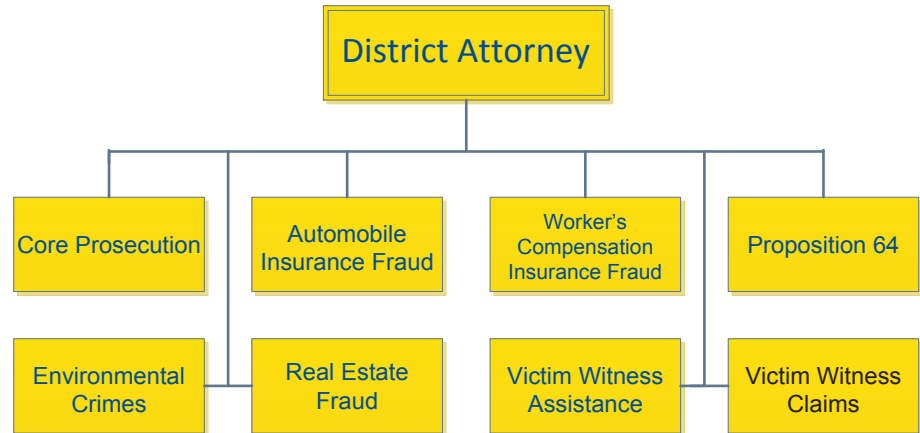 District Attorney
Core Prosecution
Automobile
Insurance Fraud
Worker’s
Compensation
Insurance Fraud
Proposition 64
Environmental
Crimes
Real Estate
Fraud
Victim Witness
Assistance
Victim Witness
Claims